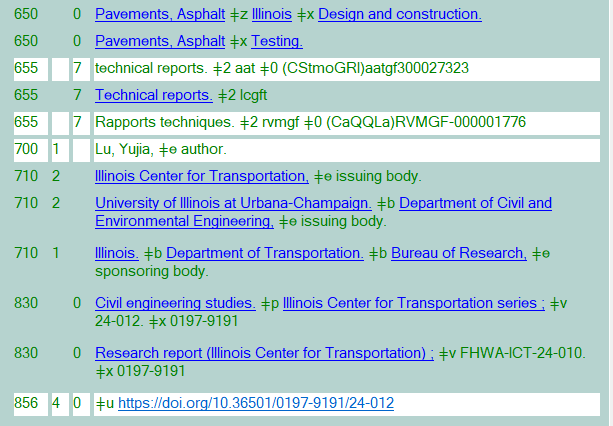 650 0 Pavements, Asphalt ǂz Illinois ǂx Design and construction.
650 0 Pavements, Asphalt ǂx Testing.
655 7 technical reports. ǂ2 aat ǂ0 (CStmoGRI)aatgf300027323
655 7 Technical reports. ǂ2 lcgft
655 7 Rapports techniques. ǂ2 rvmgf ǂ0 (CaQQLa)RVMGF-000001776
700 1 Lu, Yujia, ǂe author.
710 2 Illinois Center for Transportation, ǂe issuing body.
710 2 University of Illinois at Urbana-Champaign. ǂb Department of Civil and
Environmental Engineering, ǂe issuing body.
710 1 Illinois. ǂb Department of Transportation. ǂb Bureau of Research, ǂe
sponsoring body.
830 0 Civil engineering studies. ǂp Illinois Center for Transportation series ; ǂv
24-012. ǂx 0197-9191
830 0 Research report (Illinois Center for Transportation) ; ǂv FHWA-ICT-24-010.
ǂx 0197-9191
856 4 0 ǂu https://doi.org/10.36501/0197-9191/24-012